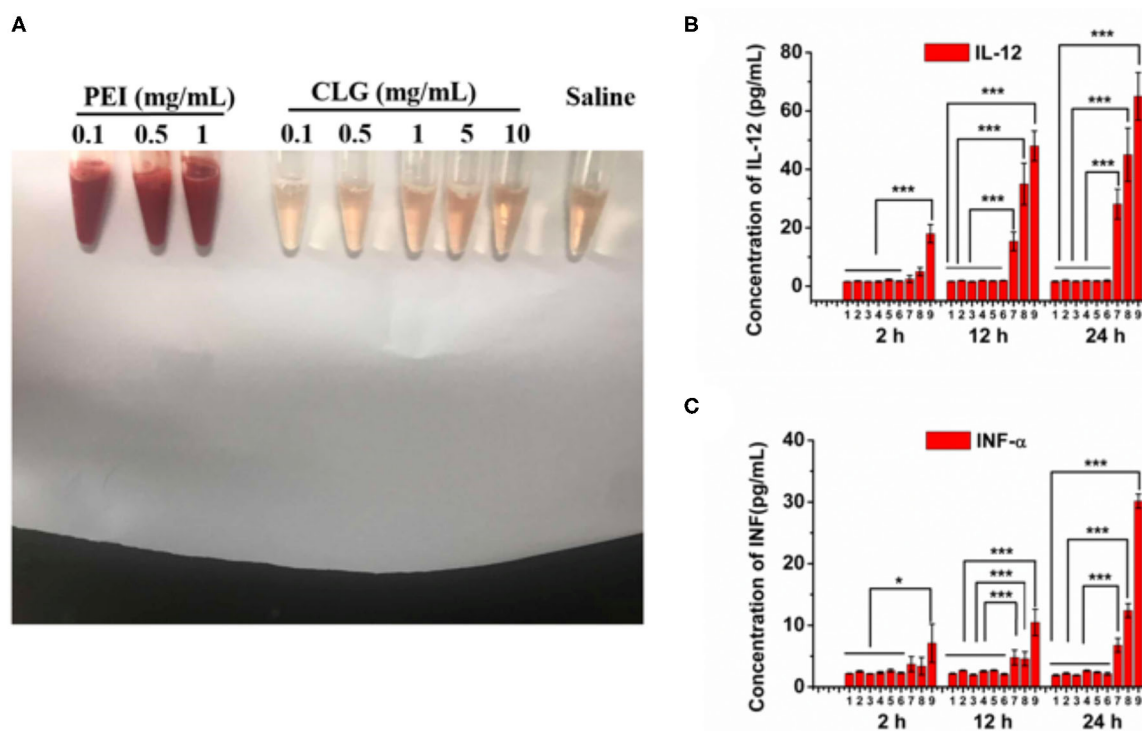 A
PEI (mg/mL) CLG (mg/mL) Saline
0.1 0.5 1 0.1 0.5 1 5 10
B
Concentration of IL-12 (pg/mL)
80
60
40
20
0
IL-12
***
***
***
***
***
***
***
1 2 3 4 5 6 7 8 9 1 2 3 4 5 6 7 8 9 1 2 3 4 5 6 7 8 9
2 h 12 h 24 h
C
Concentration of INF(pg/mL)
40
30
20
10
0
INF-α
*
***
***
***
***
***
***
1 2 3 4 5 6 7 8 9 1 2 3 4 5 6 7 8 9 1 2 3 4 5 6 7 8 9
2 h 12 h 24 h